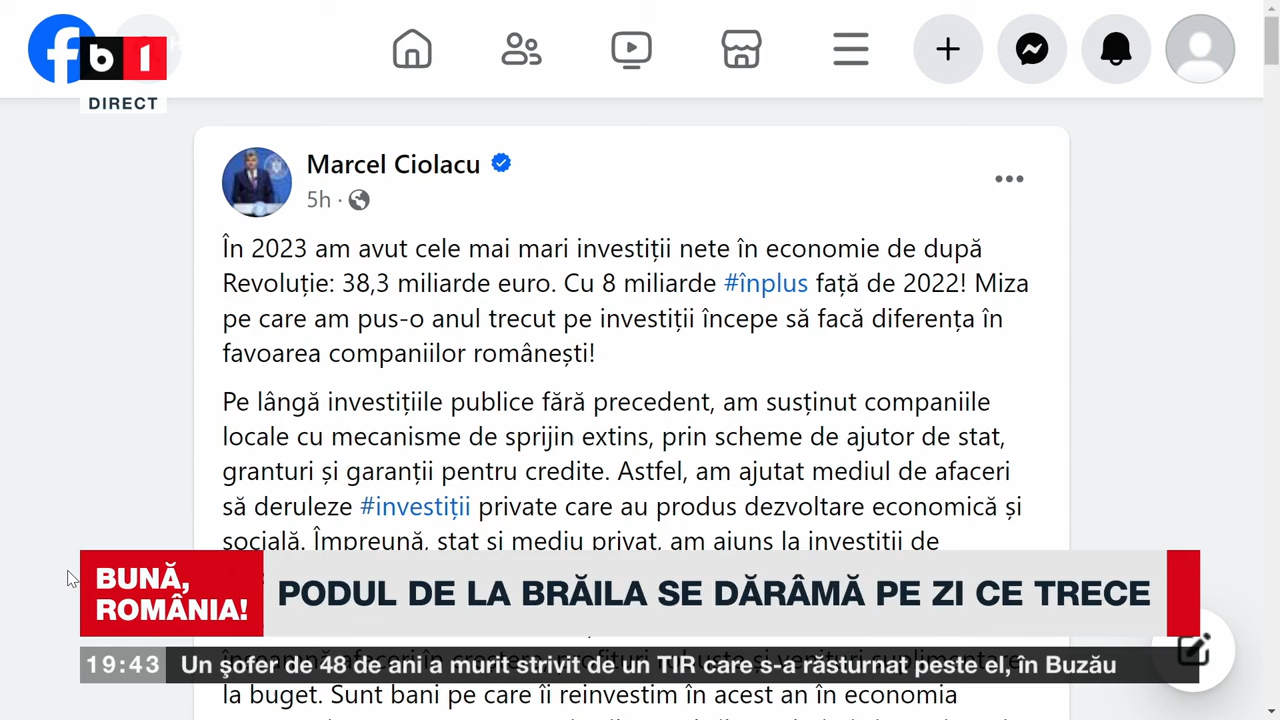 b1
DIRECT
Marcel Ciolacu
5h ·
În 2023 am avut cele mai mari investiții nete în economie de după
Revoluție: 38,3 miliarde euro. Cu 8 miliarde #înplus față de 2022! Miza
pe care am pus-o anul trecut pe investiții începe să facă diferența în
favoarea companiilor românești!
Pe lângă investițiile publice fără precedent, am susținut companiile
locale cu mecanisme de sprijin extins, prin scheme de ajutor de stat,
granturi și garanții pentru credite. Astfel, am ajutat mediul de afaceri
să deruleze #investiții private care au produs dezvoltare economică și
socială. Împreună, stat și mediu privat, am ajuns la investiții de
BUNĂ,
ROMÂNIA!
PODUL DE LA BRĂILA SE DĂRÂMĂ PE ZI CE TRECE
19:43 Un şofer de 48 de ani a murit strivit de un TIR care s-a răsturnat peste el, în Buzău
la buget. Sunt bani pe care îi reinvestim în acest an în economia